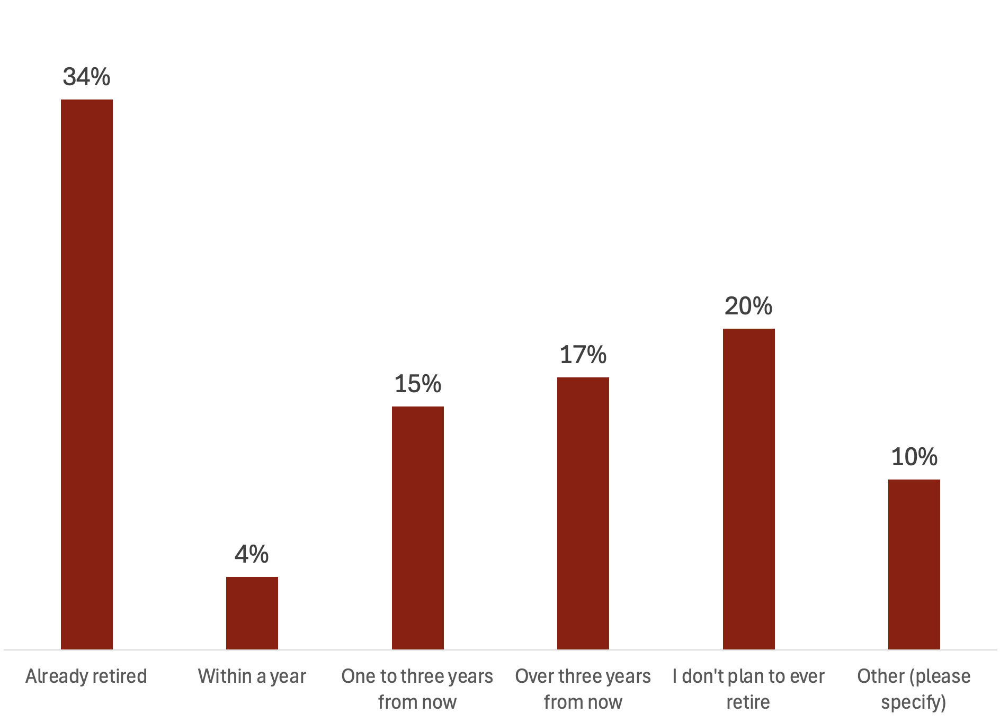 34%
4%
15%
17%
20%
10%
Already retired
Within a year
One to three years
from now
Over three years
from now
I don't plan to ever
retire
Other (please
specify)